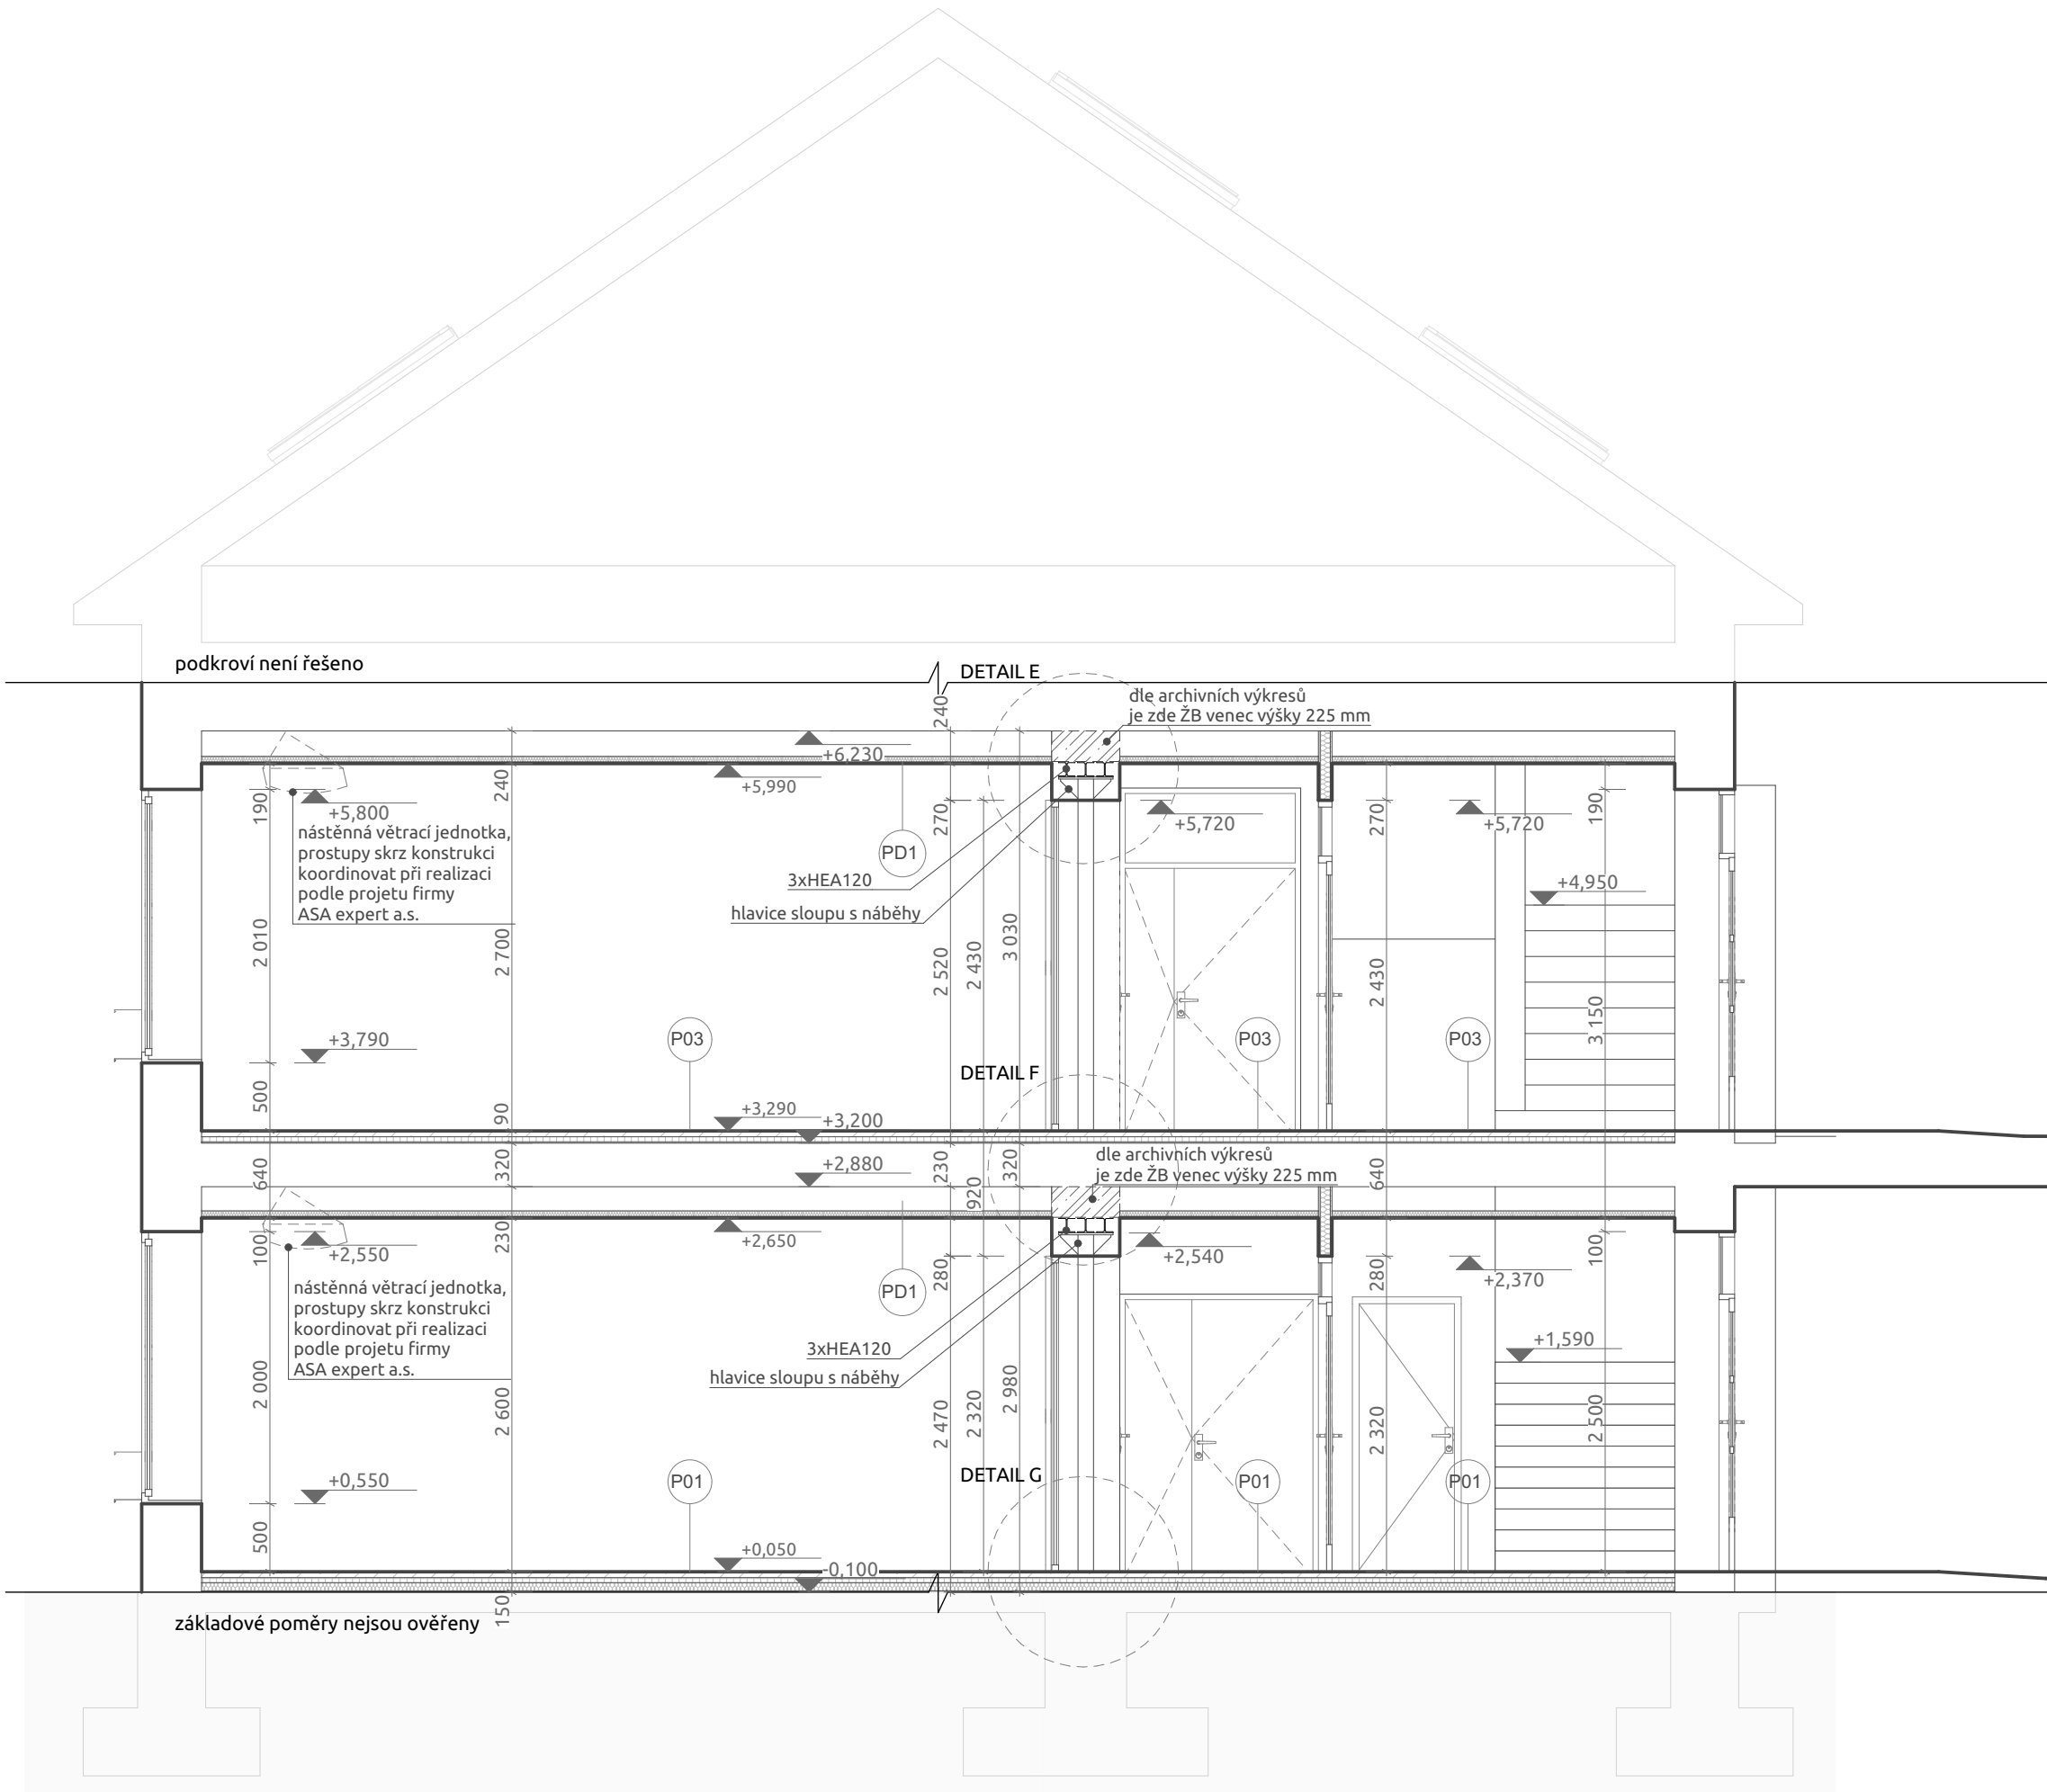 podkroví není řešeno
DETAIL E
dle archivních výkresů
je zde ŽB venec výšky 225 mm
240
+6,230
+5,990
240
190
+5,800
nástěnná větrací jednotka,
prostupy skrz konstrukci
koordinovat při realizaci
podle projetu firmy
ASA expert a.s.
270
PD1
3xHEA120
hlavice sloupu s náběhy
+5,720
270
+5,720
190
+4,950
2 010
2 700
2 520
2 430
3 030
2 430
3 150
+3,790
P03
P03
P03
DETAIL F
500
90
+3,290
+3,200
640
320
+2,880
230
920
320
dle archivních výkresů
je zde ŽB venec výšky 225 mm
640
100
+2,550
230
+2,650
280
PD1
+2,540
280
+2,370
100
nástěnná větrací jednotka,
prostupy skrz konstrukci
koordinovat při realizaci
podle projetu firmy
ASA expert a.s.
3xHEA120
hlavice sloupu s náběhy
+1,590
2 000
2 600
2 470
2 320
2 980
2 320
2 500
+0,550
P01
DETAIL G
P01
P01
500
+0,050
-0,100
150
základové poměry nejsou ověřeny